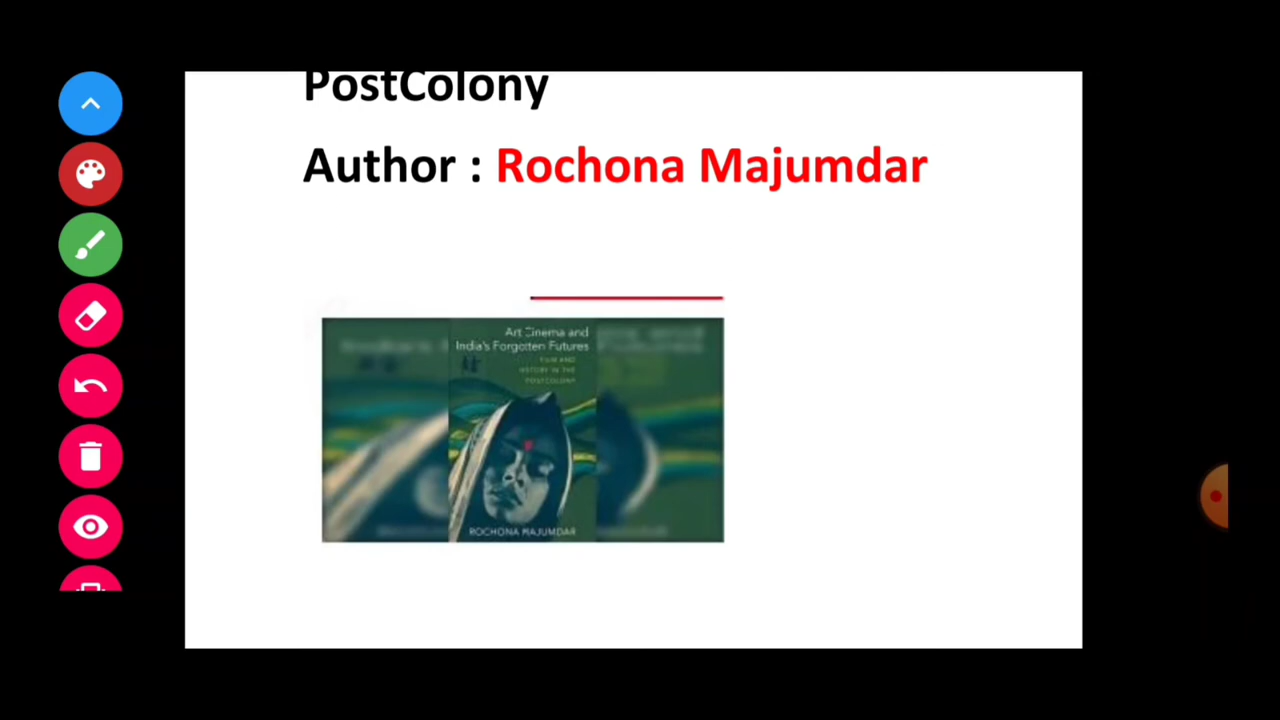 PostColony
Author : Rochona Majumdar
Art Cinema and
India's Forgotten Futures
FILM AND
HISTORY IN THE
POSTCOLONY
ROCHONA MAJUMDAR